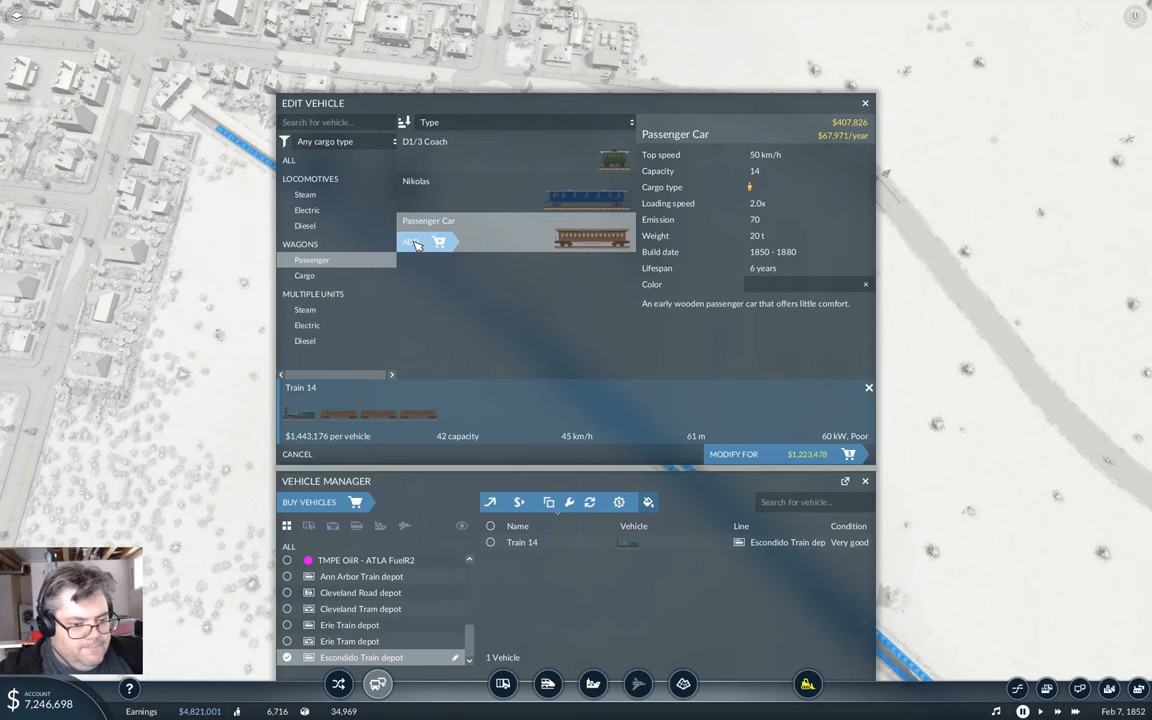 EDIT VEHICLE
Search for vehicle...
Type
Any cargo type
ALL
LOCOMOTIVES
Steam
Electric
Diesel
WAGONS
Passenger
Cargo
MULTIPLE UNITS
Steam
Electric
Diesel
D1/3 Coach
Nikolas
Passenger Car
$407,826
Passenger Car
$67,971/year
Top speed 50 km/h
Capacity 14
Cargo type
Loading speed 2.0x
Emission 70
Weight 20 t
Build date 1850 - 1880
Lifespan 6 years
Color
An early wooden passenger car that offers little comfort.
Train 14
$1,443,176 per vehicle 42 capacity 45 km/h 61 m 60 kW, Poor
CANCEL MODIFY FOR $1,223,478
VEHICLE MANAGER
BUY VEHICLES
Search for vehicle...
Name Vehicle Line Condition
Train 14 Escondido Train dep Very good
ALL
TMPE OilR - ATLA FuelR2
Ann Arbor Train depot
Cleveland Road depot
Cleveland Tram depot
Erie Train depot
Erie Tram depot
Escondido Train depot
1 Vehicle
ACCOUNT
$ 7,246,698
Earnings $4,821,001 6,716 34,969
Feb 7, 1852